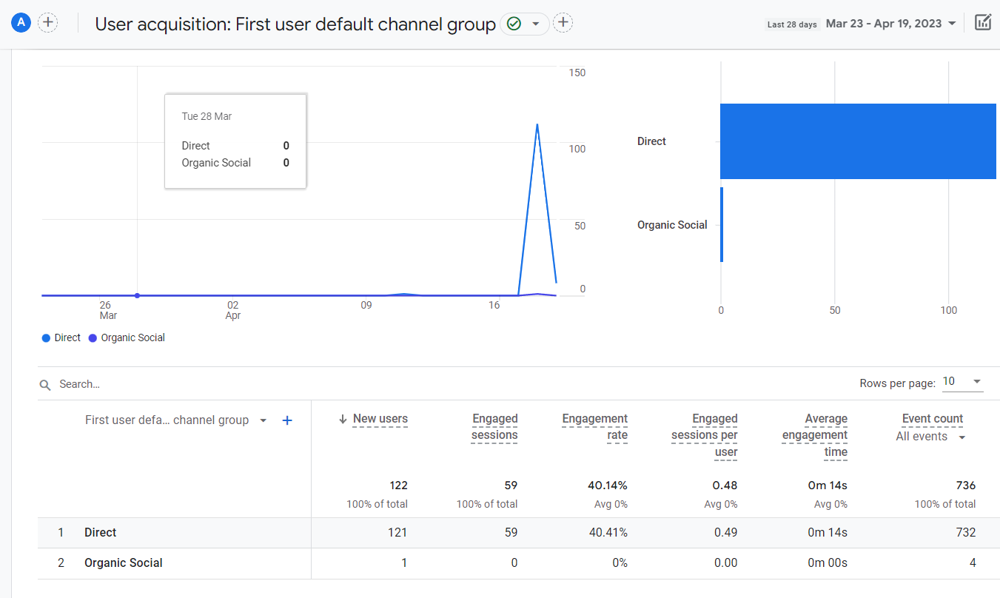 A
User acquisition: First user default channel group
Last 28 days Mar 23 - Apr 19, 2023
150
100
50
0
Tue 28 Mar
Direct 0
Organic Social 0
26
Mar
02
Apr
09
16
Direct
Organic Social
Direct
Organic Social
0
50
100
Search...
Rows per page: 10
First user defa... channel group
New users
Engaged
sessions
Engagement
rate
Engaged
sessions per
user
Average
engagement
time
Event count
All events
122 59 40.14% 0.48 0m 14s 736
100% of total 100% of total Avg 0% Avg 0% Avg 0% 100% of total
1 Direct 121 59 40.41% 0.49 0m 14s 732
2 Organic Social 1 0 0% 0.00 0m 00s 4